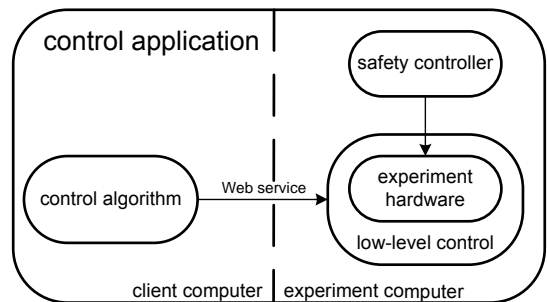 control application
safety controller
control algorithm
Web service
experiment
hardware
low-level control
client computer
experiment computer